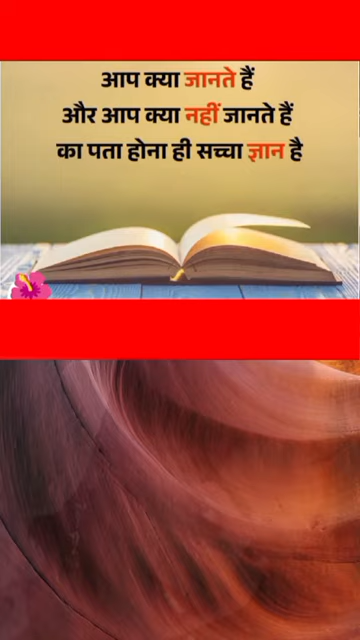 आप क्या जानते हैं
और आप क्या नहीं जानते हैं
का पता होना ही सच्चा ज्ञान है